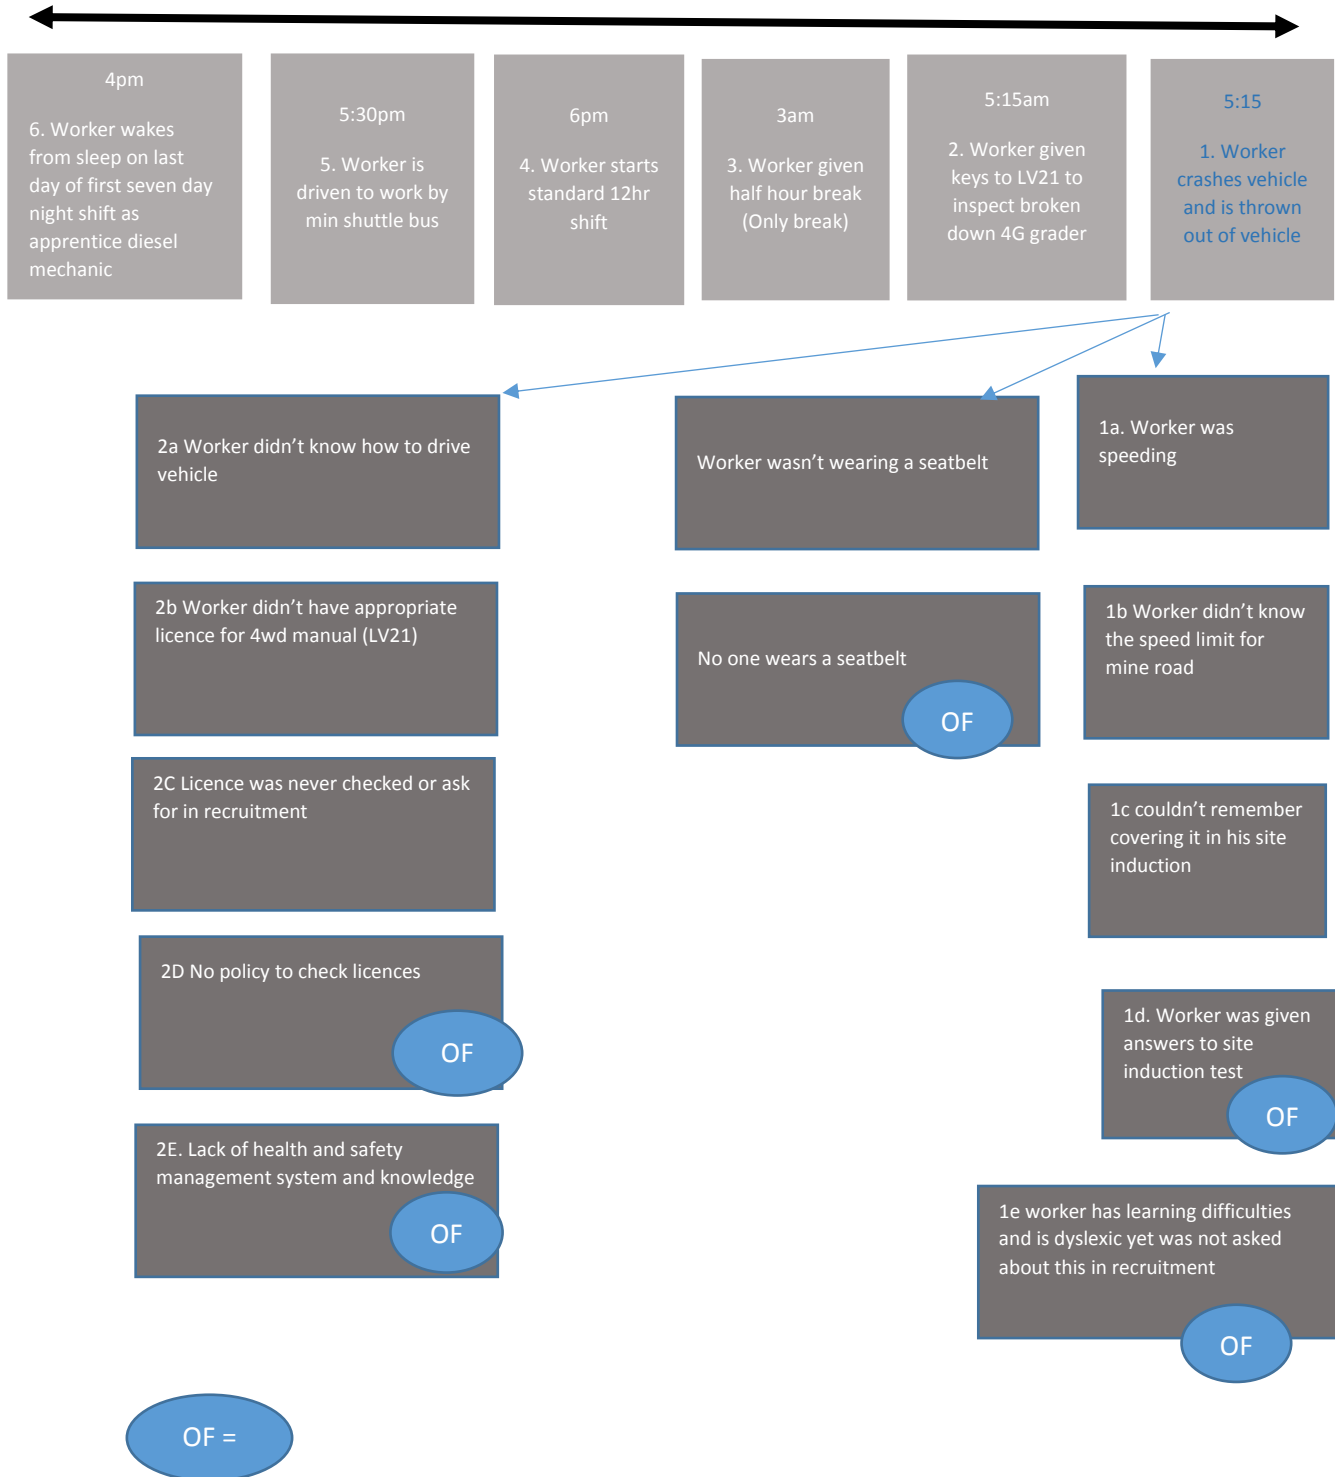 4pm
6. Worker wakes
from sleep on last
day of first seven day
night shift as
apprentice diesel
mechanic
5:30pm
5. Worker is
driven to work by
min shuttle bus
6pm
4. Worker starts
standard 12hr
shift
3am
3. Worker given
half hour break
(Only break)
5:15am
2. Worker given
keys to LV21 to
inspect broken
down 4G grader
5:15
1. Worker
crashes vehicle
and is thrown
out of vehicle
2a Worker didn’t know how to drive
vehicle
Worker wasn’t wearing a seatbelt
1a. Worker was
speeding
2b Worker didn’t have appropriate
licence for 4wd manual (LV21)
No one wears a seatbelt
OF
1b Worker didn’t know
the speed limit for
mine road
2C Licence was never checked or ask
for in recruitment
1c couldn’t remember
covering it in his site
induction
2D No policy to check licences
OF
1d. Worker was given
answers to site
induction test
OF
2E. Lack of health and safety
management system and knowledge
OF
1e worker has learning difficulties
and is dyslexic yet was not asked
about this in recruitment
OF
OF =